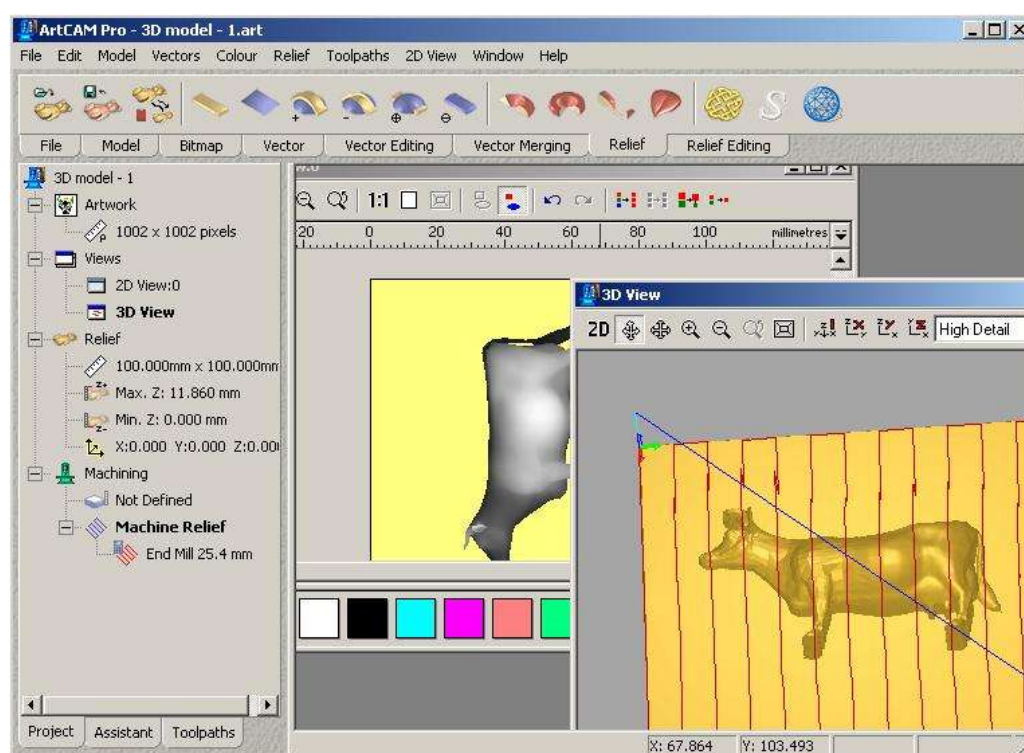 ArtCAM Pro - 3D model - 1.art
File Edit Model Vectors Colour Relief Toolpaths 2D View Window Help
File Model Bitmap Vector Vector Editing Vector Merging Relief Relief Editing
3D model - 1
Artwork
1002 x 1002 pixels
Views
2D View:0
3D View
Relief
100.000mm x 100.000mm
Max. Z: 11.860 mm
Min. Z: 0.000 mm
X:0.000 Y:0.000 Z:0.00
Machining
Not Defined
Machine Relief
End Mill 25.4 mm
Project Assistant Toolpaths
1:1
-20 0 20 40 60 80 100 millimetres
3D View
2D High Detail
X: 67.864 Y: 103.493